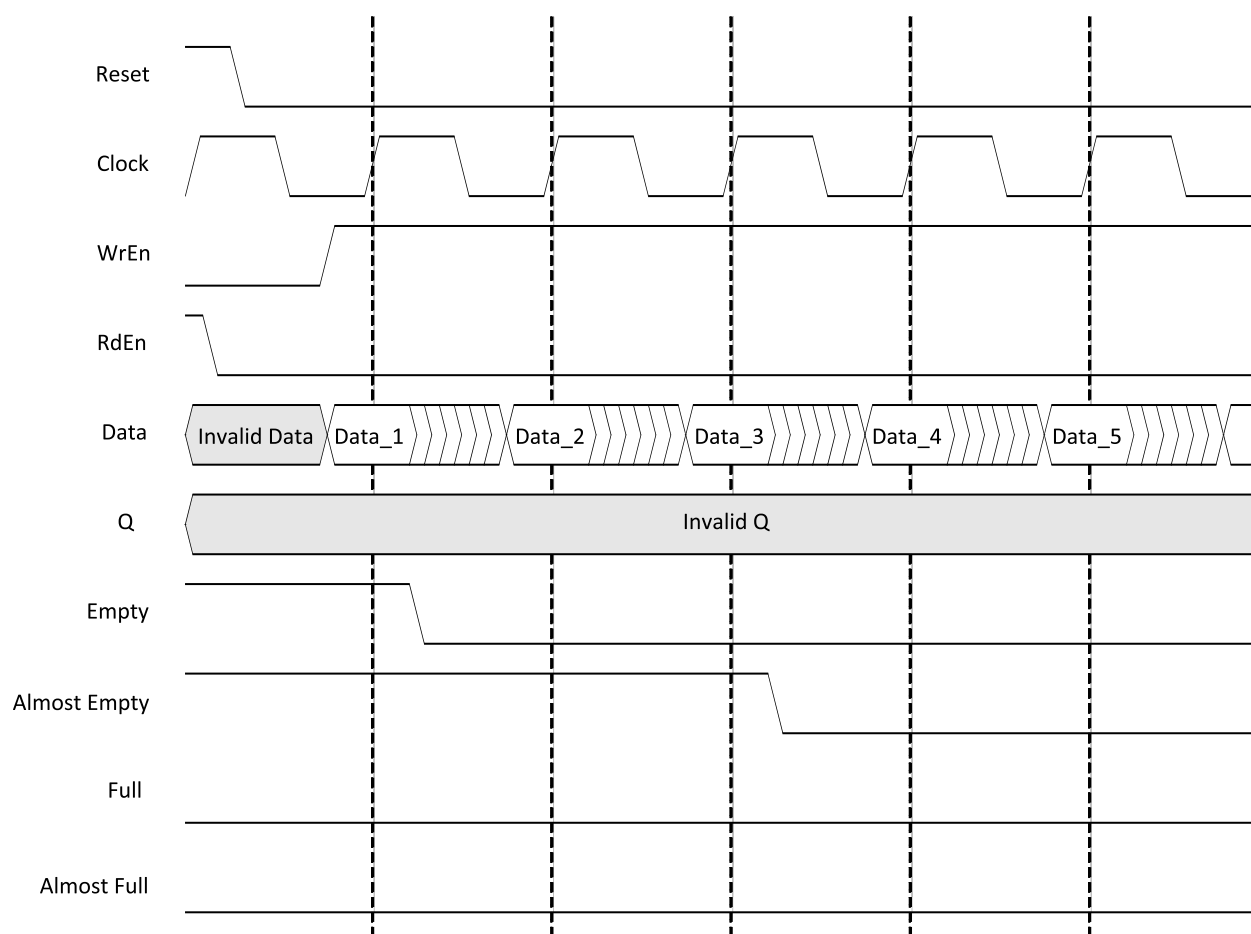 Reset
Clock
WrEn
RdEn
Data
Invalid Data
Data_1
Data_2
Data_3
Data_4
Data_5
Q
Invalid Q
Empty
Almost Empty
Full
Almost Full